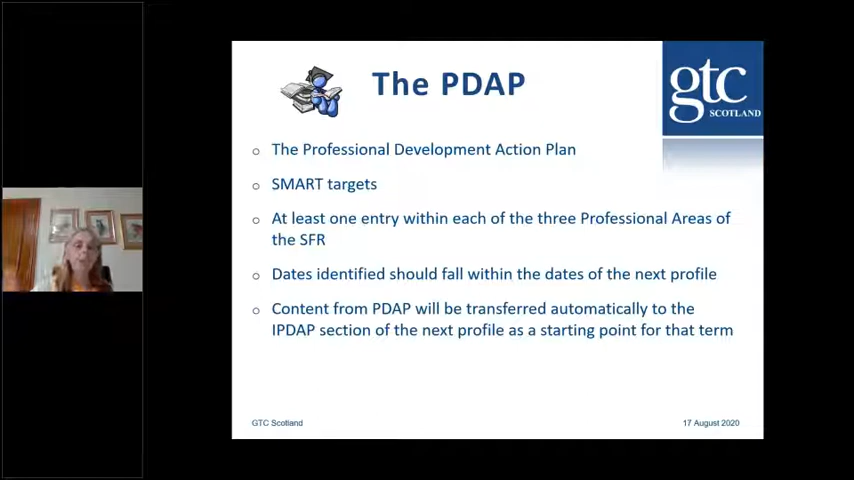 The PDAP
gtc
SCOTLAND
The Professional Development Action Plan
SMART targets
At least one entry within each of the three Professional Areas of
the SFR
Dates identified should fall within the dates of the next profile
Content from PDAP will be transferred automatically to the
IPDAP section of the next profile as a starting point for that term
GTC Scotland
17 August 2020